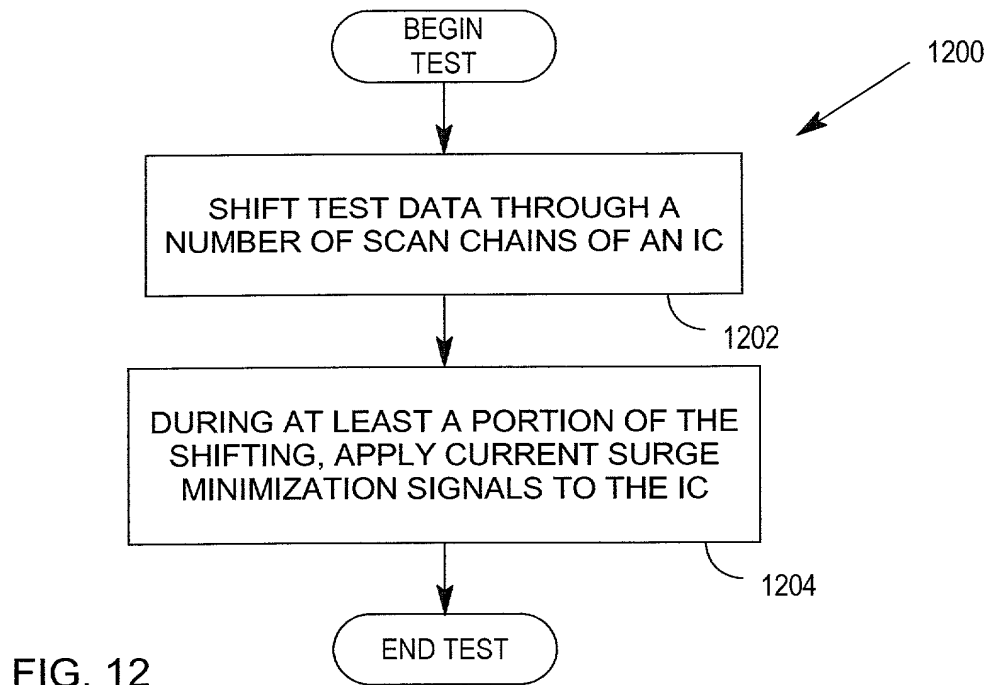 BEGIN
TEST
1200
SHIFT TEST DATA THROUGH A
NUMBER OF SCAN CHAINS OF AN IC
1202
DURING AT LEAST A PORTION OF THE
SHIFTING, APPLY CURRENT SURGE
MINIMIZATION SIGNALS TO THE IC
1204
END TEST
FIG. 12